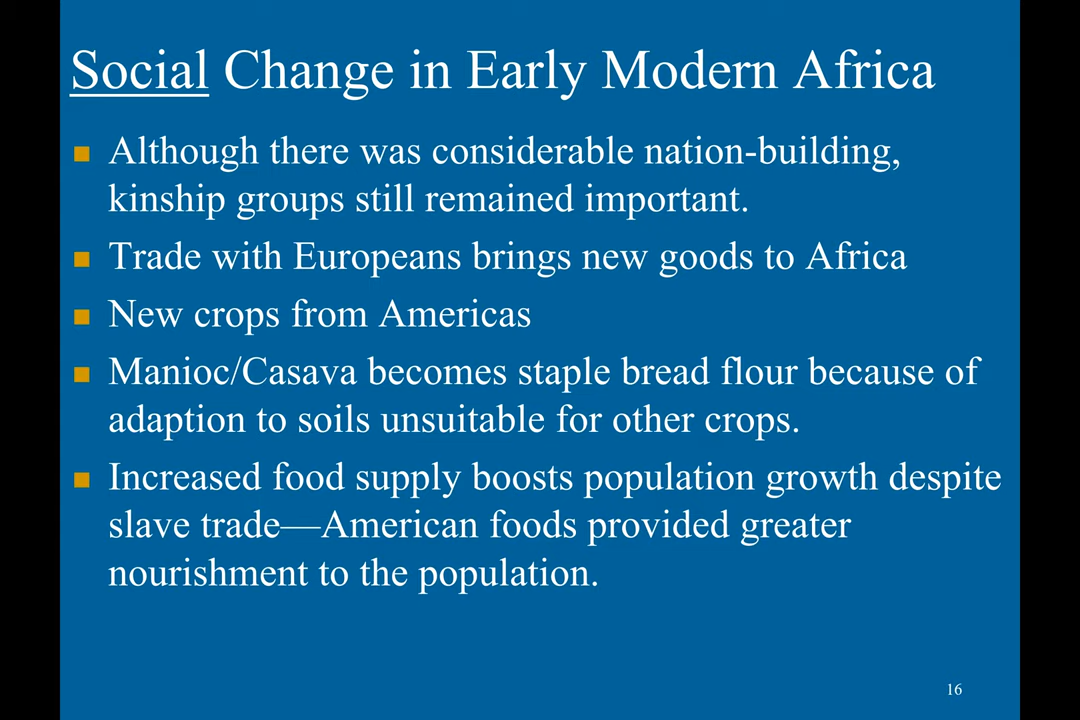 Social Change in Early Modern Africa
Although there was considerable nation-building,
kinship groups still remained important.
Trade with Europeans brings new goods to Africa
New crops from Americas
Manioc/Casava becomes staple bread flour because of
adaption to soils unsuitable for other crops.
Increased food supply boosts population growth despite
slave trade—American foods provided greater
nourishment to the population.
16